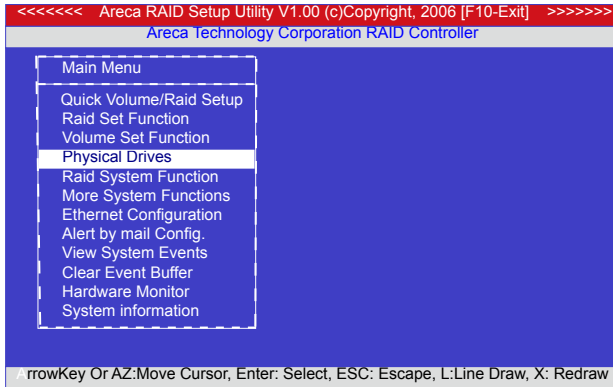 <<<<<<< Areca RAID Setup Utility V1.00 (c)Copyright, 2006 [F10-Exit] >>>>>>>
Areca Technology Corporation RAID Controller
Main Menu
Quick Volume/Raid Setup
Raid Set Function
Volume Set Function
Physical Drives
Raid System Function
More System Functions
Ethernet Configuration
Alert by mail Config.
View System Events
Clear Event Buffer
Hardware Monitor
System information
ArrowKey Or AZ:Move Cursor, Enter: Select, ESC: Escape, L:Line Draw, X: Redraw